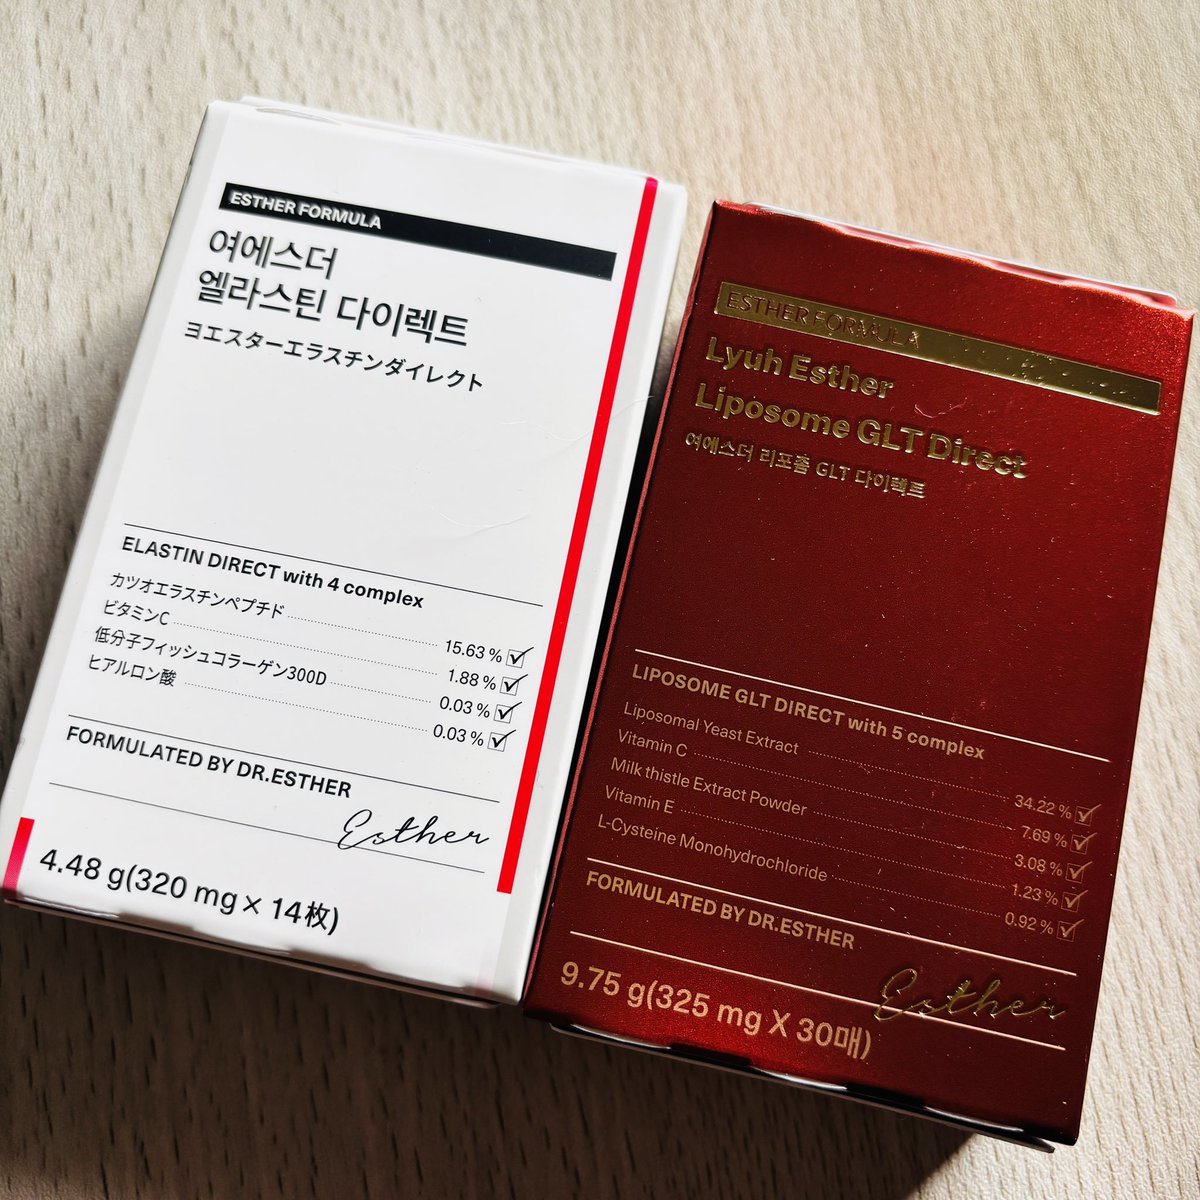 ESTHER FORMULA
여에스더
엘라스틴 다이렉트
ヨエスターエラスチンダイレクト
ELASTIN DIRECT with 4 complex
カツオエラスチンペプチド 15.63 %
ビタミンC 1.88 %
低分子フィッシュコラーゲン300D 0.03 %
ヒアルロン酸 0.03 %
FORMULATED BY DR.ESTHER
Esther
4.48 g(320 mg × 14枚)
ESTHER FORMULA
Lyuh Esther
Liposome GLT Direct
여에스더 리포좀 GLT 다이렉트
LIPOSOME GLT DIRECT with 5 complex
Liposomal Yeast Extract 34.22 %
Vitamin C 7.69 %
Milk thistle Extract Powder 3.08 %
Vitamin E 1.23 %
L-Cysteine Monohydrochloride 0.92 %
FORMULATED BY DR.ESTHER
Esther
9.75 g(325 mg X 30매)